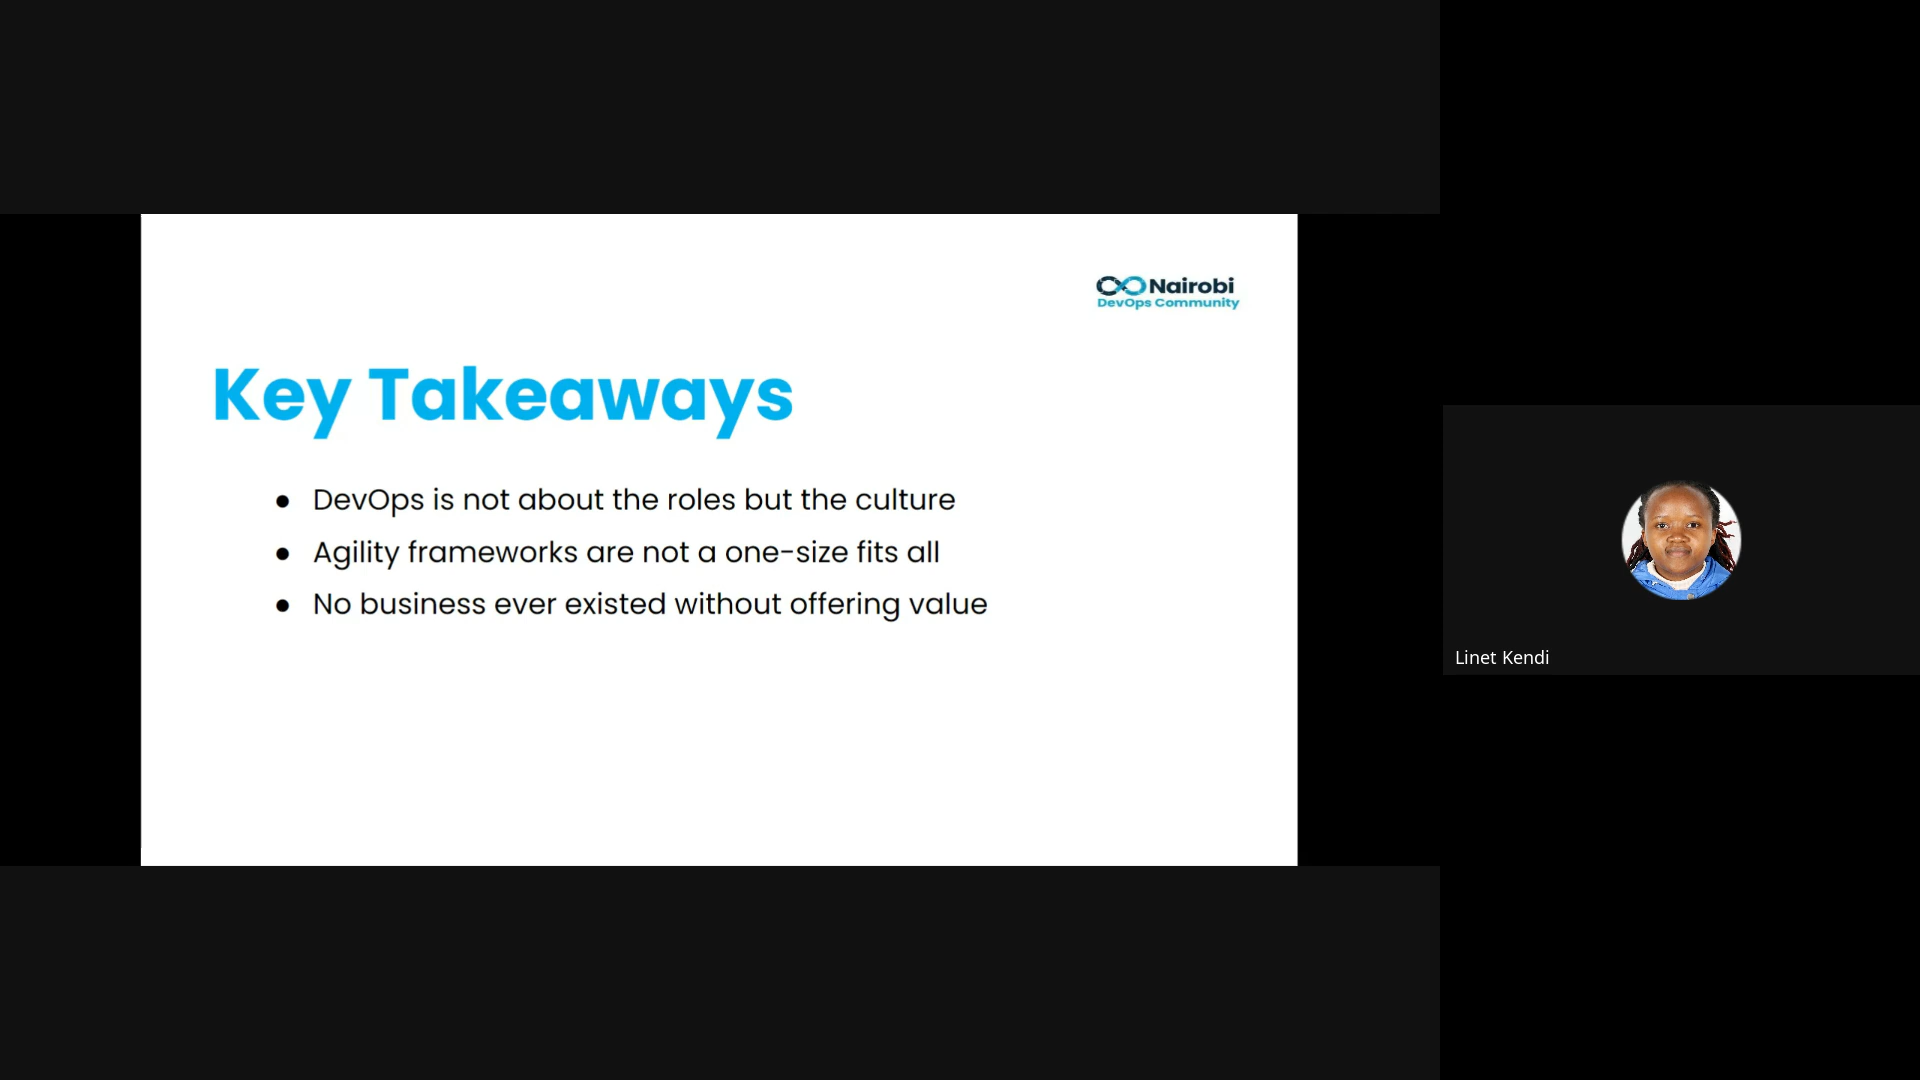 Nairobi
DevOps Community
Key Takeaways
● DevOps is not about the roles but the culture
● Agility frameworks are not a one-size fits all
● No business ever existed without offering value
Linet Kendi